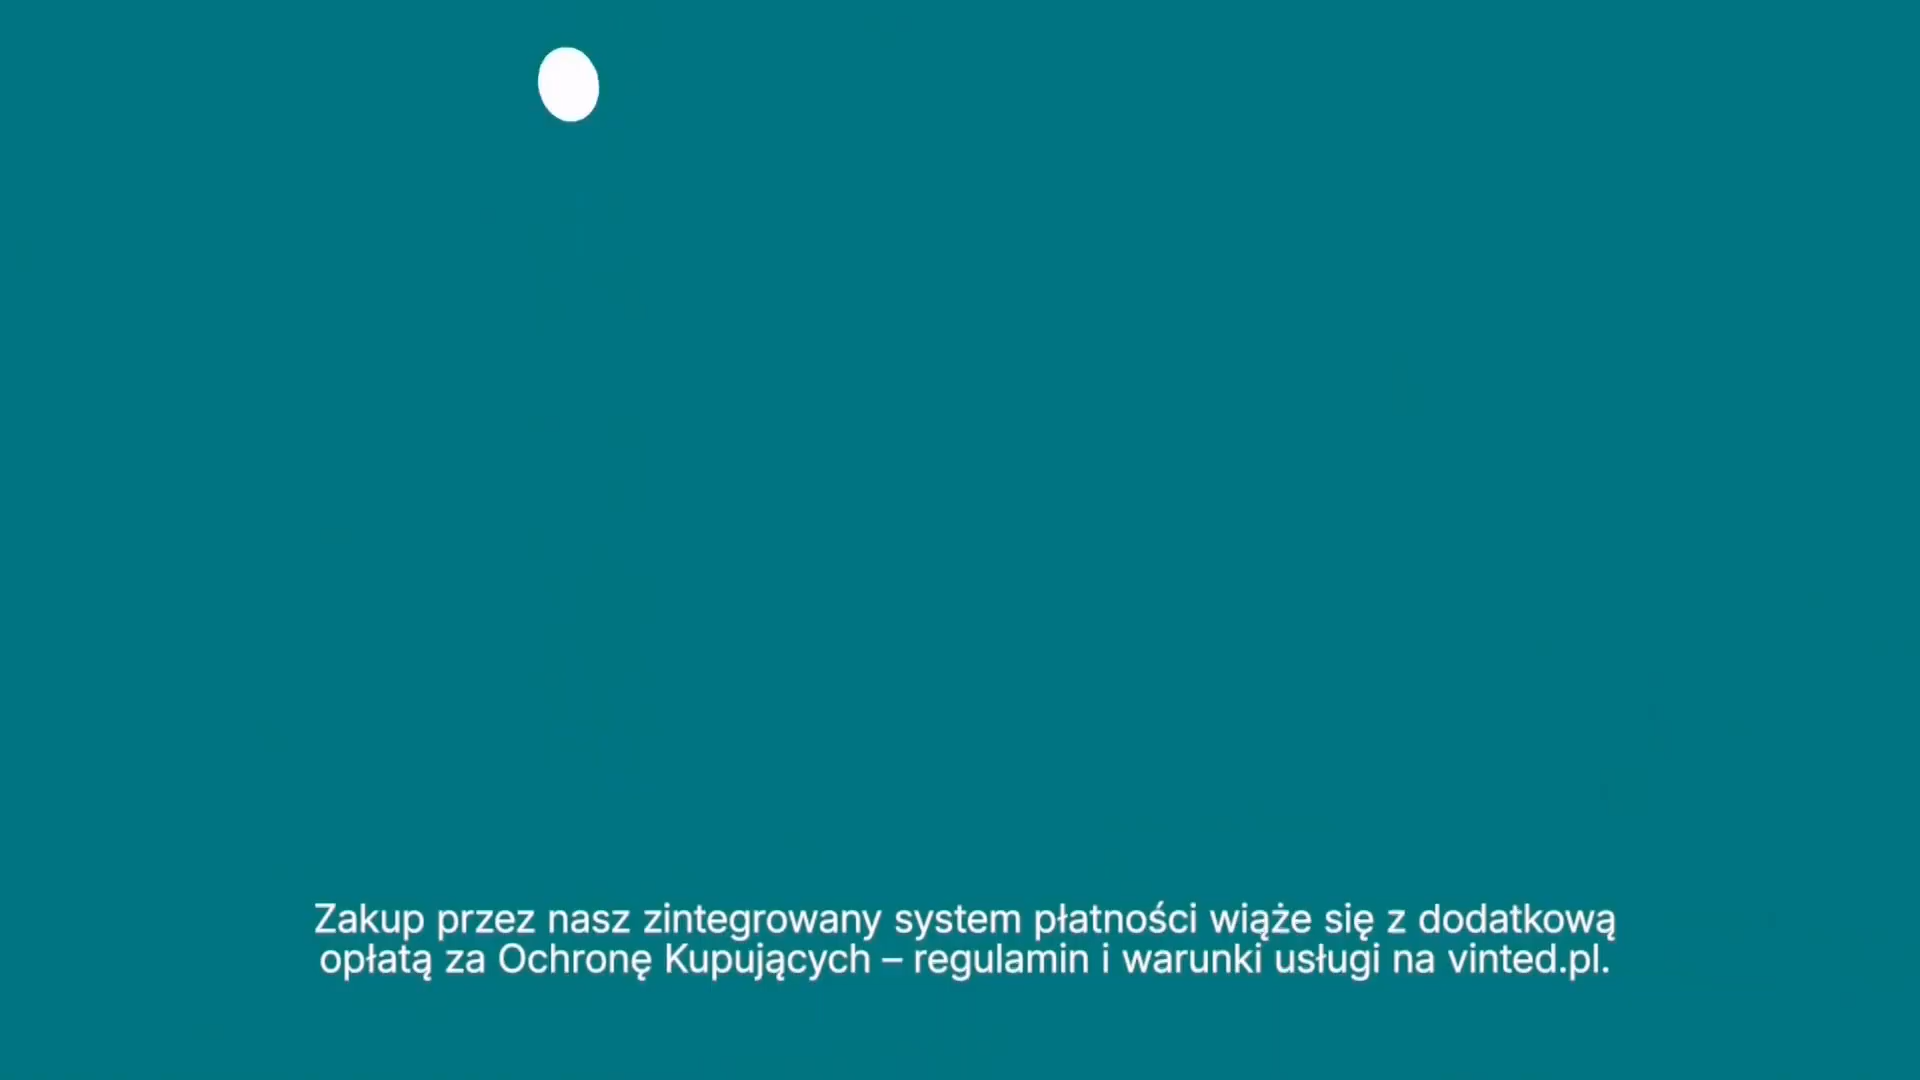 Zakup przez nasz zintegrowany system płatności wiąże się z dodatkową
opłatą za Ochronę Kupujących – regulamin i warunki usługi na vinted.pl.